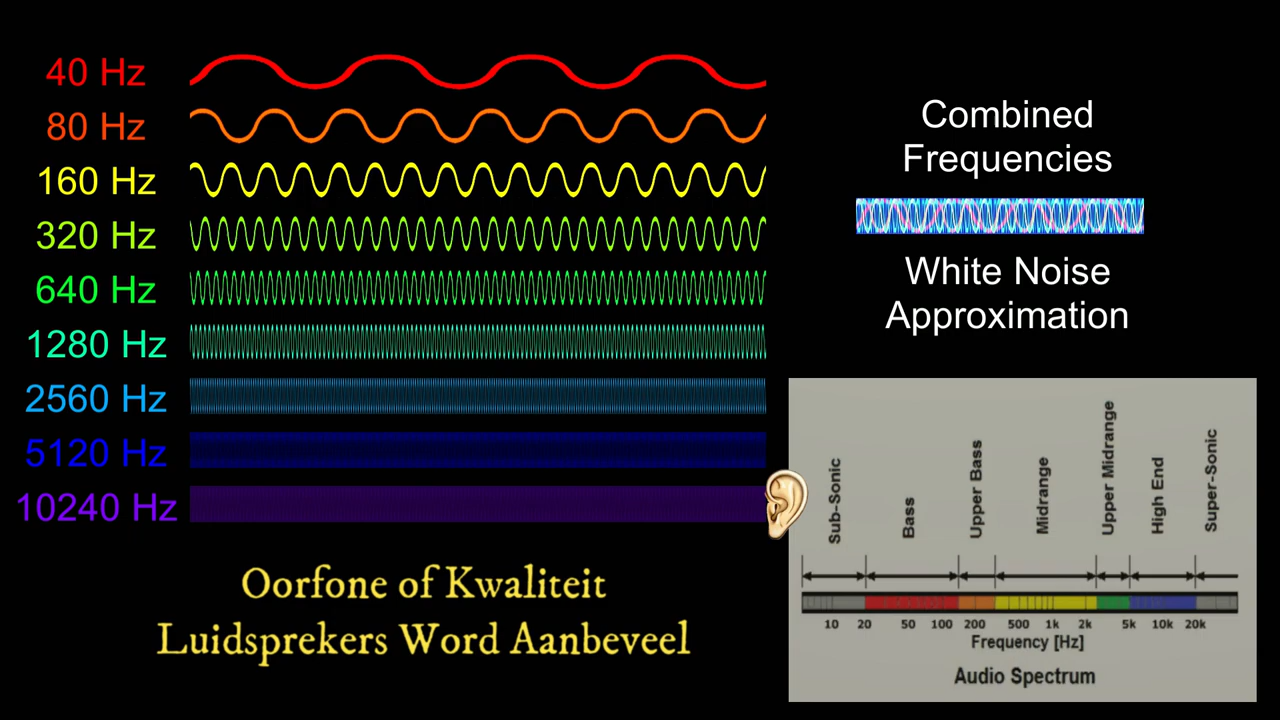 40 Hz
80 Hz
160 Hz
320 Hz
640 Hz
1280 Hz
2560 Hz
5120 Hz
10240 Hz
Combined
Frequencies
White Noise
Approximation
Oorfone of Kwaliteit
Luidsprekers Word Aanbeveel
Sub-Sonic
Bass
Upper Bass
Midrange
Upper Midrange
High End
Super-Sonic
10 20 50 100 200 500 1k 2k 5k 10k 20k
Frequency [Hz]
Audio Spectrum